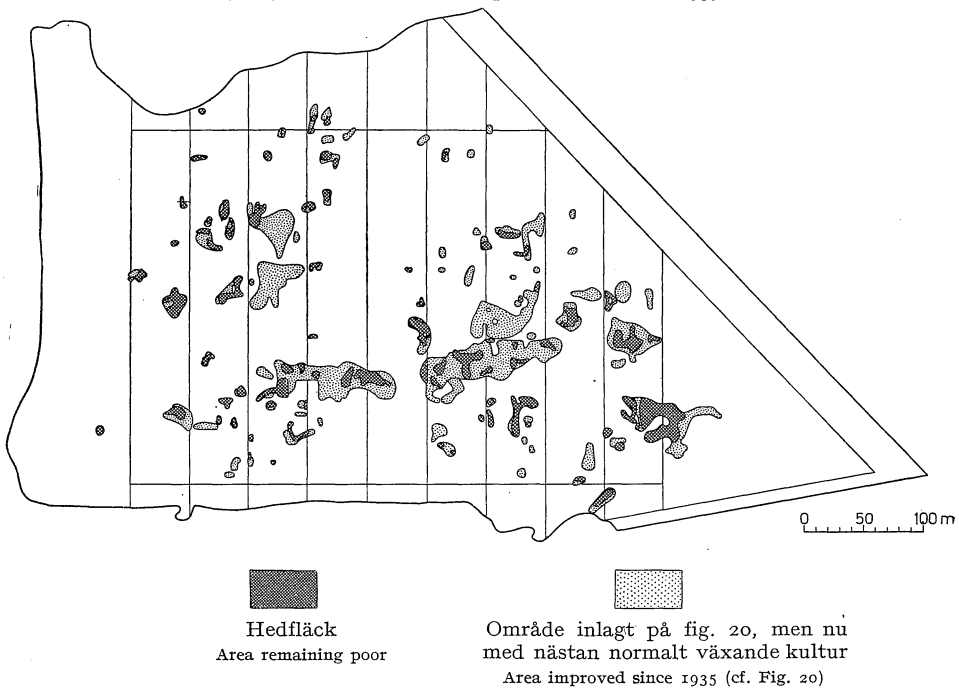 0 50 100 m
Hedfläck
Area remaining poor
Område inlagt på fig. 20, men nu
med nästan normalt växande kultur
Area improved since 1935 (cf. Fig. 20)